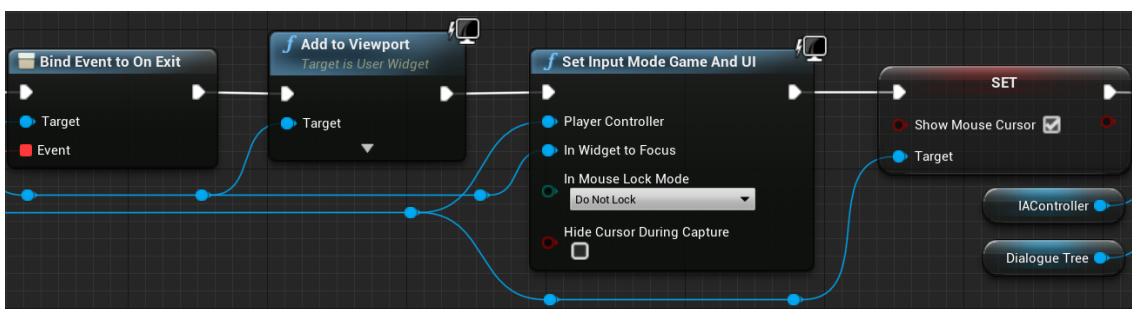 Bind Event to On Exit
Target
Event
Add to Viewport
Target is User Widget
Target
Set Input Mode Game And UI
Player Controller
In Widget to Focus
In Mouse Lock Mode
Do Not Lock
Hide Cursor During Capture
SET
Show Mouse Cursor
Target
IAController
Dialogue Tree